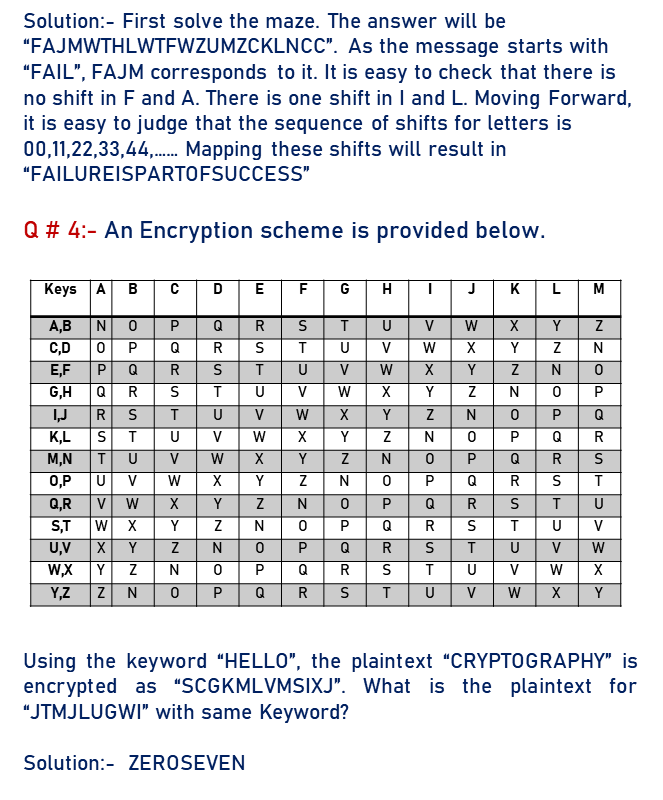 Solution:- First solve the maze. The answer will be
“FAJMWTHLWTFWZUMZCKLNCC”. As the message starts with
“FAIL”, FAJM corresponds to it. It is easy to check that there is
no shift in F and A. There is one shift in I and L. Moving Forward,
it is easy to judge that the sequence of shifts for letters is
00,11,22,33,44,...... Mapping these shifts will result in
“FAILUREISPARTOFSUCCESS”
Q # 4:- An Encryption scheme is provided below.
Keys A B C D E F G H I J K L M
A,B N O P Q R S T U V W X Y Z
C,D O P Q R S T U V W X Y Z N
E,F P Q R S T U V W X Y Z N O
G,H Q R S T U V W X Y Z N O P
I,J R S T U V W X Y Z N O P Q
K,L S T U V W X Y Z N O P Q R
M,N T U V W X Y Z N O P Q R S
O,P U V W X Y Z N O P Q R S T
Q,R V W X Y Z N O P Q R S T U
S,T W X Y Z N O P Q R S T U V
U,V X Y Z N O P Q R S T U V W
W,X Y Z N O P Q R S T U V W X
Y,Z Z N O P Q R S T U V W X Y
Using the keyword “HELLO”, the plaintext “CRYPTOGRAPHY” is
encrypted as “SCGKMLVMSIXJ”. What is the plaintext for
“JTMJLUGWI” with same Keyword?
Solution:- ZEROSEVEN